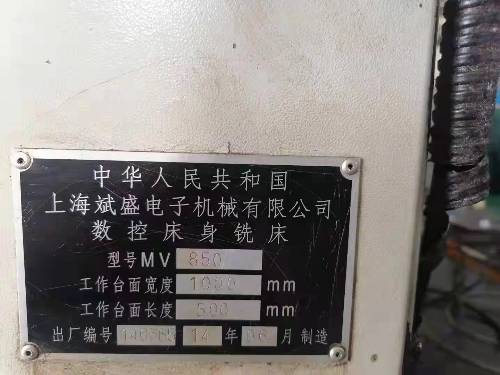 中华人民共和国
上海斌盛电子机械有限公司
数控床身铣床
型号MV 850
工作台面宽度 1000 mm
工作台面长度 500 mm
出厂编号 140365 14 年 06 月制造